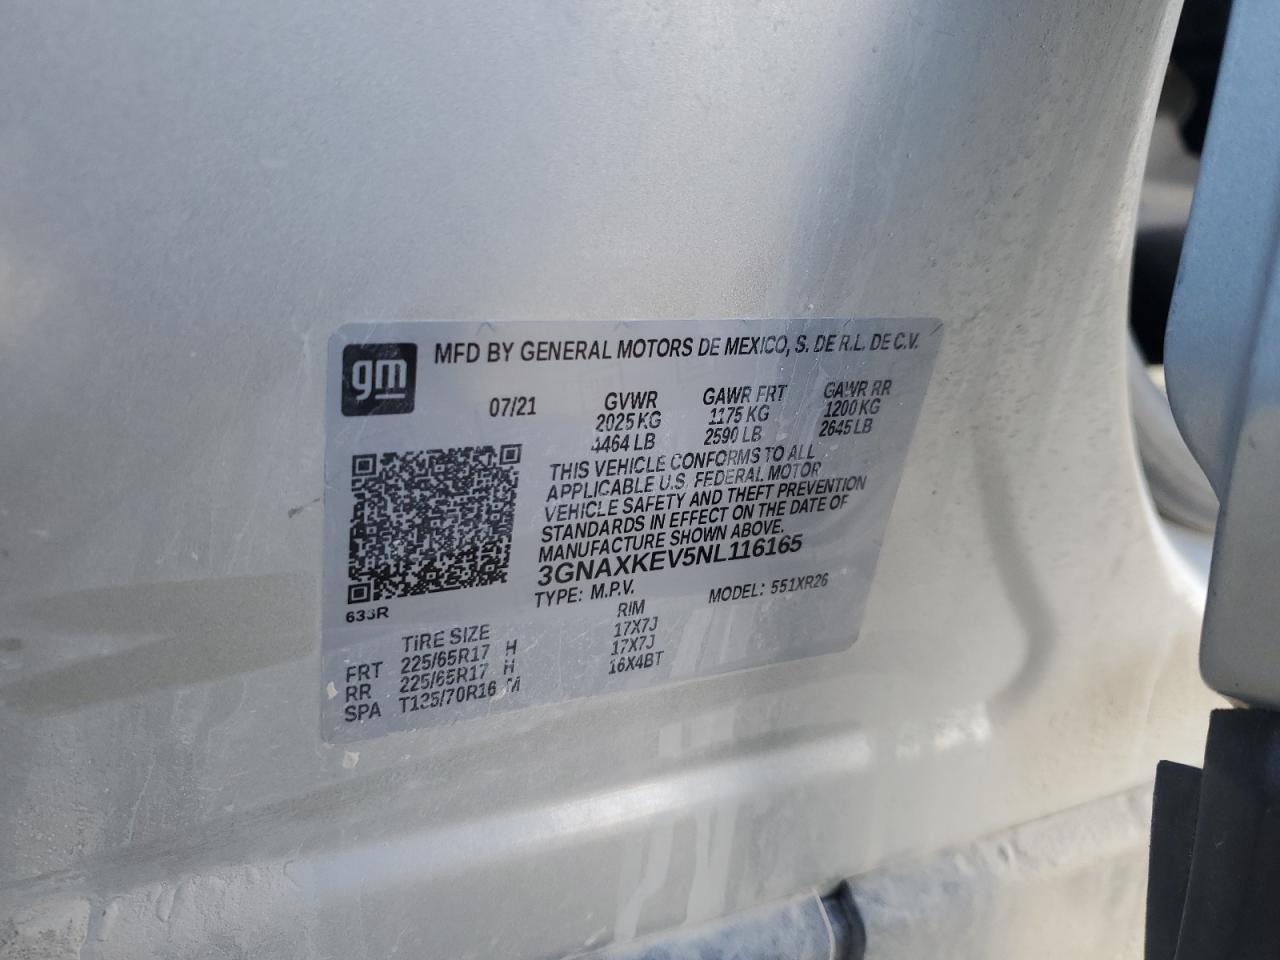 gm
MFD BY GENERAL MOTORS DE MEXICO, S. DE R.L. DE C.V.
07/21 GVWR GAWR FRT GAWR RR
2025 KG 1175 KG 1200 KG
4464 LB 2590 LB 2645 LB
THIS VEHICLE CONFORMS TO ALL
APPLICABLE U.S. FEDERAL MOTOR
VEHICLE SAFETY AND THEFT PREVENTION
STANDARDS IN EFFECT ON THE DATE OF
MANUFACTURE SHOWN ABOVE.
3GNAXKEV5NL116165
TYPE: M.P.V. MODEL: 551XR26
633R
TIRE SIZE RIM
FRT 225/65R17 H 17X7J
RR 225/65R17 H 17X7J
SPA T135/70R16 M 16X4BT